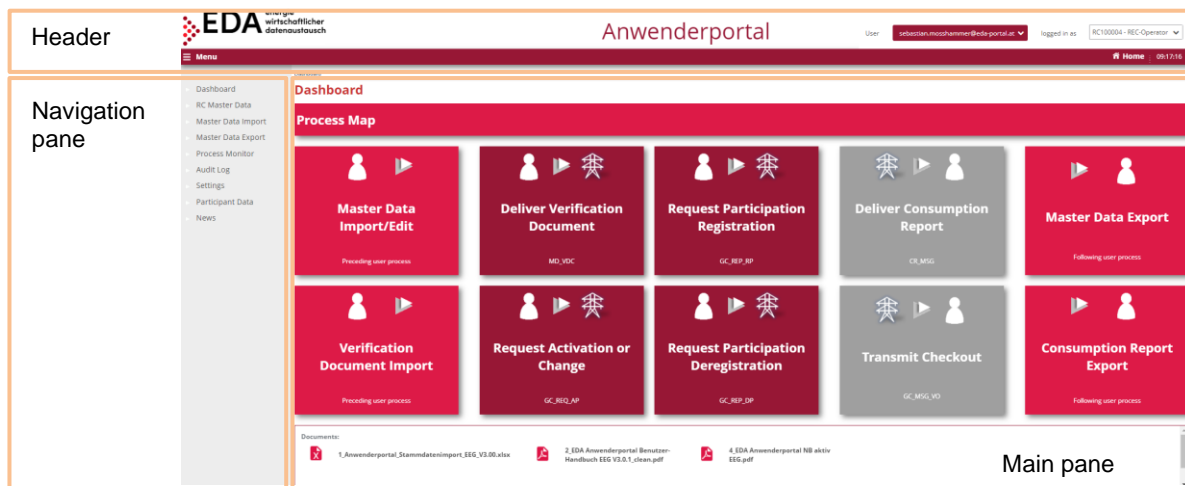 Header
EDA
energie
wirtschaftlicher
datenaustausch
Anwenderportal
User
sebastian.mosshammer@eda-portal.at
logged in as
RC100004 - REC-Operator
Menu
Home
09:17:16
Navigation
pane
Dashboard
RC Master Data
Master Data Import
Master Data Export
Process Monitor
Audit Log
Settings
Participant Data
News
Dashboard
Process Map
Master Data
Import/Edit
Preceding user process
Deliver Verification
Document
MD_VDC
Request Participation
Registration
GC_REP_RP
Deliver Consumption
Report
CR_MSG
Master Data Export
Following user process
Verification
Document Import
Preceding user process
Request Activation or
Change
GC_REQ_AP
Request Participation
Deregistration
GC_REP_DP
Transmit Checkout
GC_MSG_VO
Consumption Report
Export
Following user process
Documente:
1_Anwenderportal_Stammdatenimport_EEG_V3.00.xlsx
2_EDA Anwenderportal Benutzer-
Handbuch EEG V3.0.1_clean.pdf
4_EDA Anwenderportal NB aktiv
EEG.pdf
Main pane